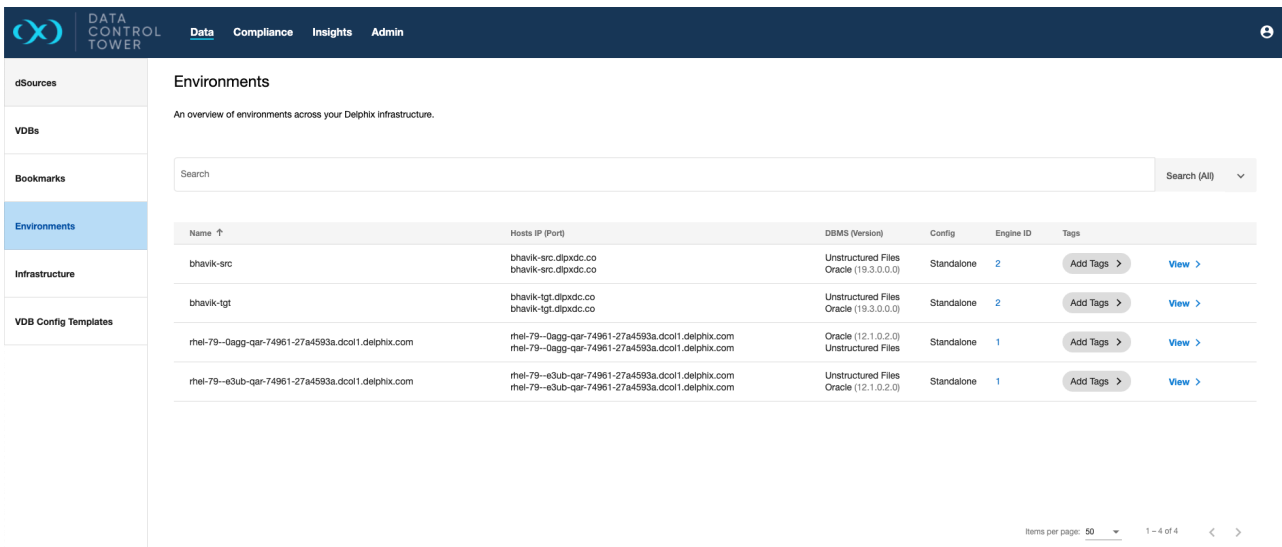 DATA
CONTROL
TOWER
Data Compliance Insights Admin
dSources
VDBs
Bookmarks
Environments
Infrastructure
VDB Config Templates
Environments
An overview of environments across your Delphix infrastructure.
Search Search (All)
Name ↑ Hosts IP (Port) DBMS (Version) Config Engine ID Tags
bhavik-src bhavik-src.dlpxdc.co Unstructured Files Standalone 2 Add Tags > View >
bhavik-src.dlpxdc.co Oracle (19.3.0.0.0)
bhavik-tgt bhavik-tgt.dlpxdc.co Unstructured Files Standalone 2 Add Tags > View >
bhavik-tgt.dlpxdc.co Oracle (19.3.0.0.0)
rhel-79--0agg-qar-74961-27a4593a.dcol1.delphix.com rhel-79--0agg-qar-74961-27a4593a.dcol1.delphix.com Oracle (12.1.0.2.0) Standalone 1 Add Tags > View >
rhel-79--0agg-qar-74961-27a4593a.dcol1.delphix.com Unstructured Files
rhel-79--e3ub-qar-74961-27a4593a.dcol1.delphix.com rhel-79--e3ub-qar-74961-27a4593a.dcol1.delphix.com Unstructured Files Standalone 1 Add Tags > View >
rhel-79--e3ub-qar-74961-27a4593a.dcol1.delphix.com Oracle (12.1.0.2.0)
Items per page: 50 1 – 4 of 4 < >